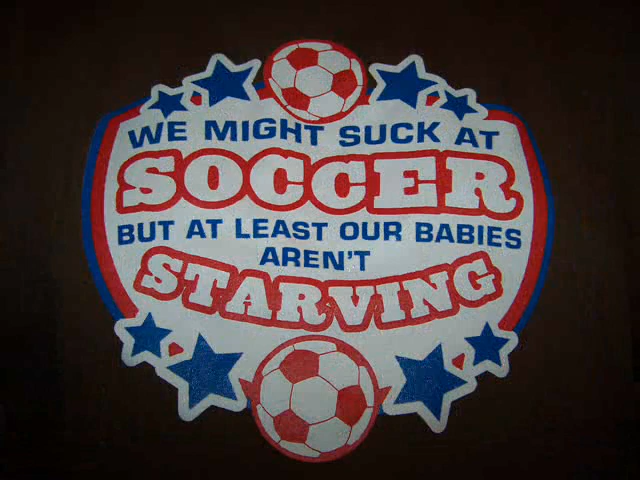 WE MIGHT SUCK AT
SOCCER
BUT AT LEAST OUR BABIES
AREN'T
STARVING